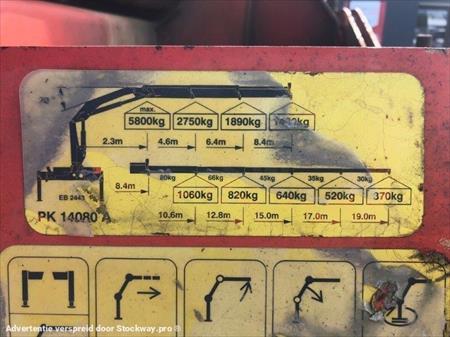 max.
5800kg 2750kg 1890kg
2.3m 4.6m 6.4m 8.4m
80kg 66kg 45kg 35kg 30kg
8.4m
EB 2443
1060kg 820kg 640kg 520kg 370kg
PK 14080 A
10.6m 12.8m 15.0m 17.0m 19.0m
Advertentie verspreid door Stockway.pro ®